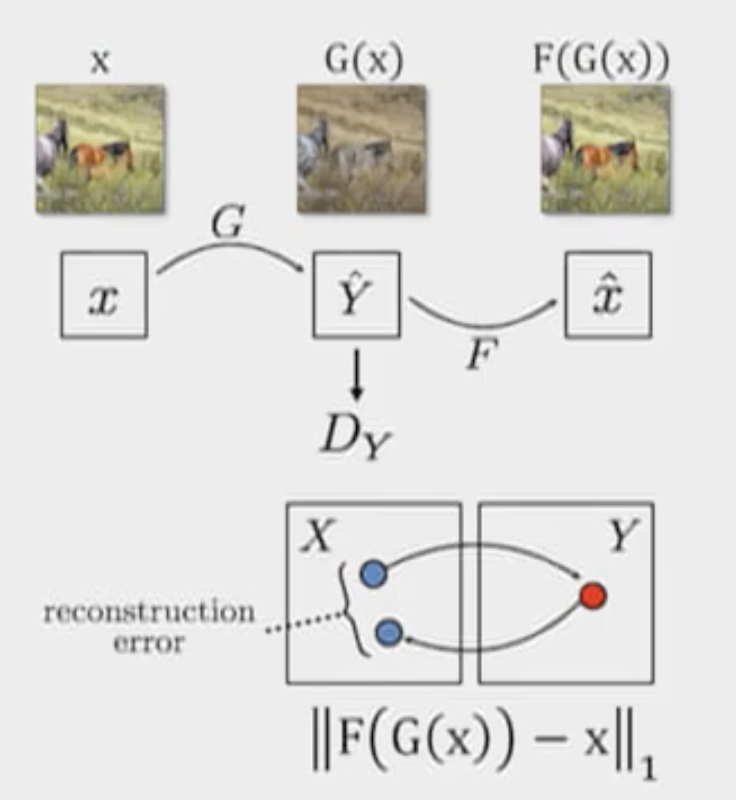 x G(x) F(G(x))
G
x Ŷ x̂
F
D_Y
X Y
reconstruction
error
‖F(G(x)) − x‖₁